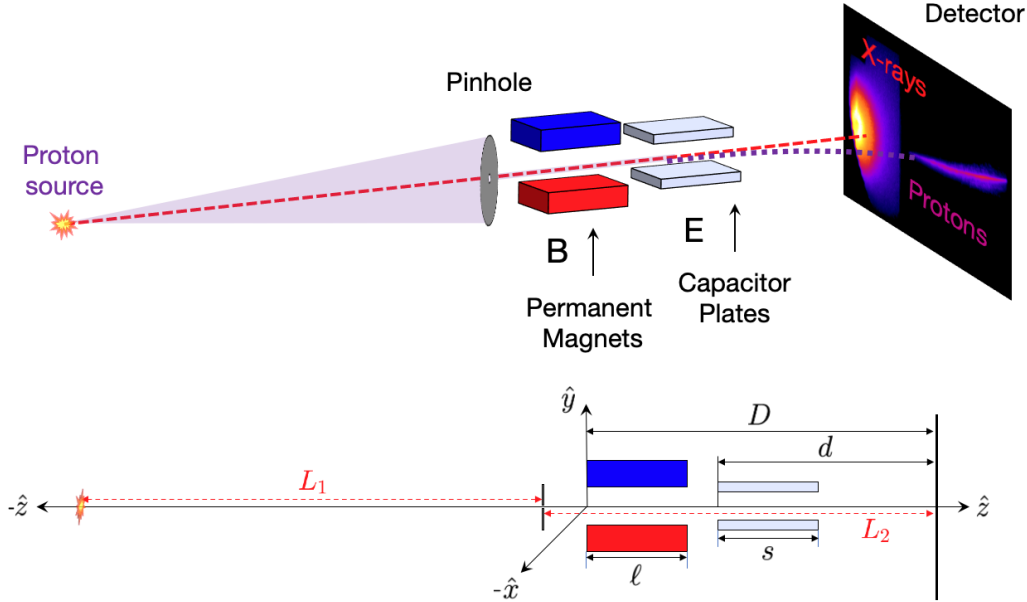 Detector
X-rays
Pinhole
Proton
source
Protons
B
E
Permanent
Magnets
Capacitor
Plates
ŷ
D
d
L₁
-ẑ
ẑ
L₂
ℓ
s
-x̂